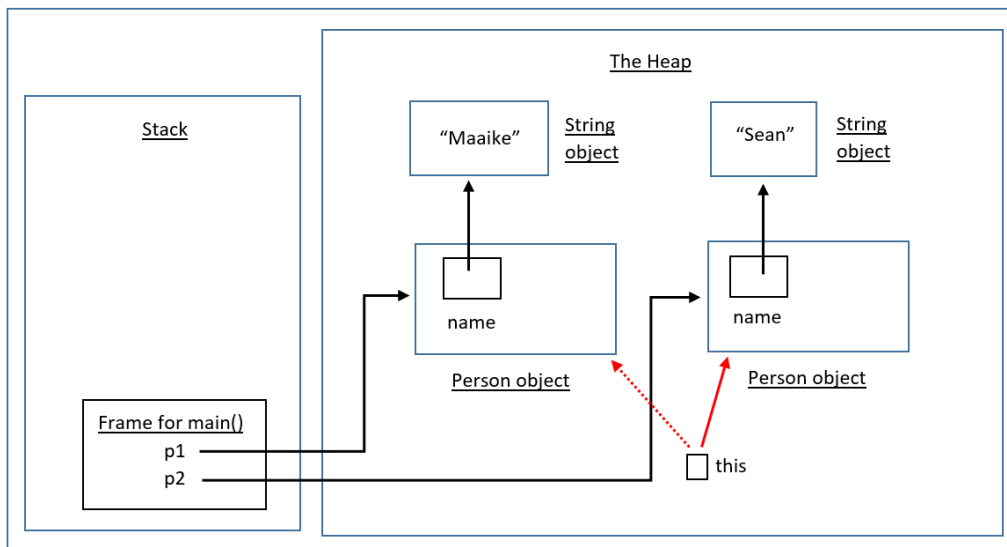 The Heap
Stack
“Maaike”
String
object
“Sean”
String
object
name
name
Person object
Person object
Frame for main()
p1
p2
this